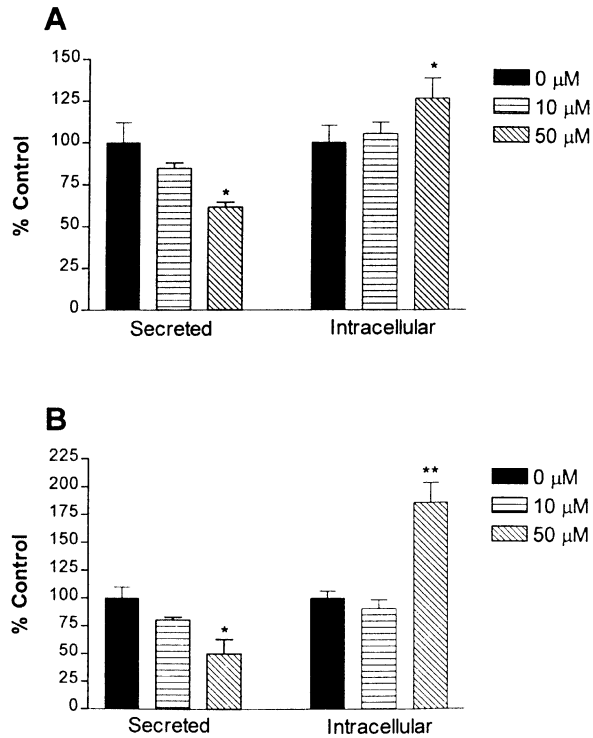 A
150
125
100
75
50
25
0
% Control
*
*
Secreted
Intracellular
0 μM
10 μM
50 μM
B
225
200
175
150
125
100
75
50
25
0
% Control
*
**
Secreted
Intracellular
0 μM
10 μM
50 μM